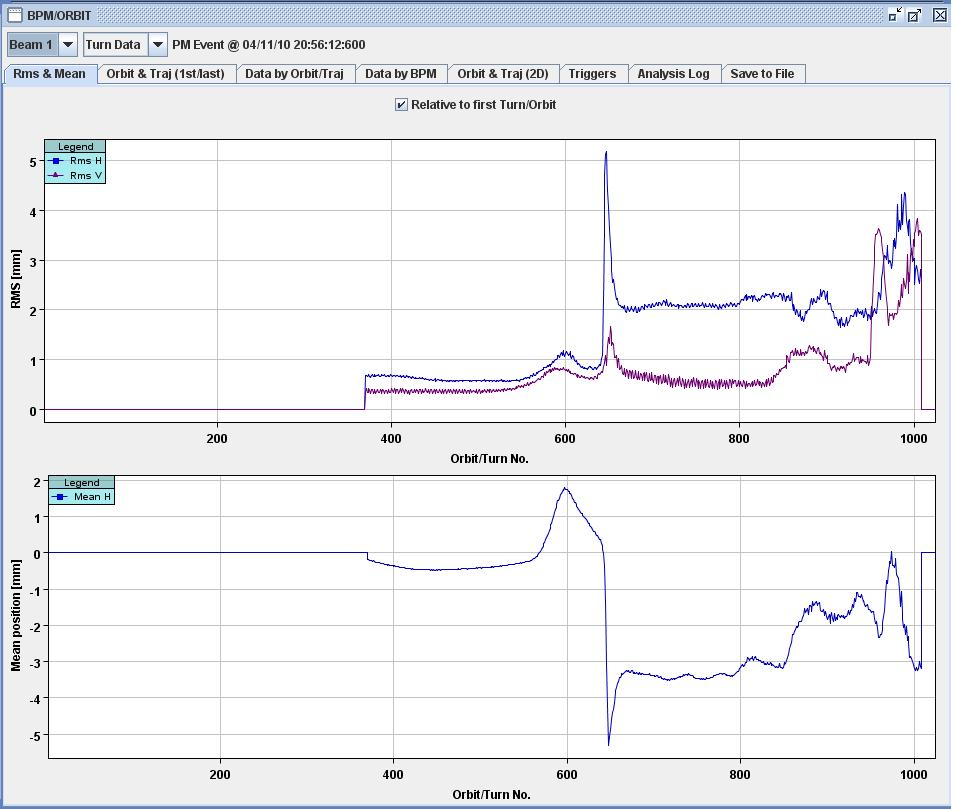 BPM/ORBIT
Beam 1 Turn Data PM Event @ 04/11/10 20:56:12:600
Rms & Mean Orbit & Traj (1st/last) Data by Orbit/Traj Data by BPM Orbit & Traj (2D) Triggers Analysis Log Save to File
Relative to first Turn/Orbit
Legend
Rms H
Rms V
5
4
3
2
1
0
RMS [mm]
200 400 600 800 1000
Orbit/Turn No.
Legend
Mean H
2
1
0
-1
-2
-3
-4
-5
Mean position [mm]
200 400 600 800 1000
Orbit/Turn No.